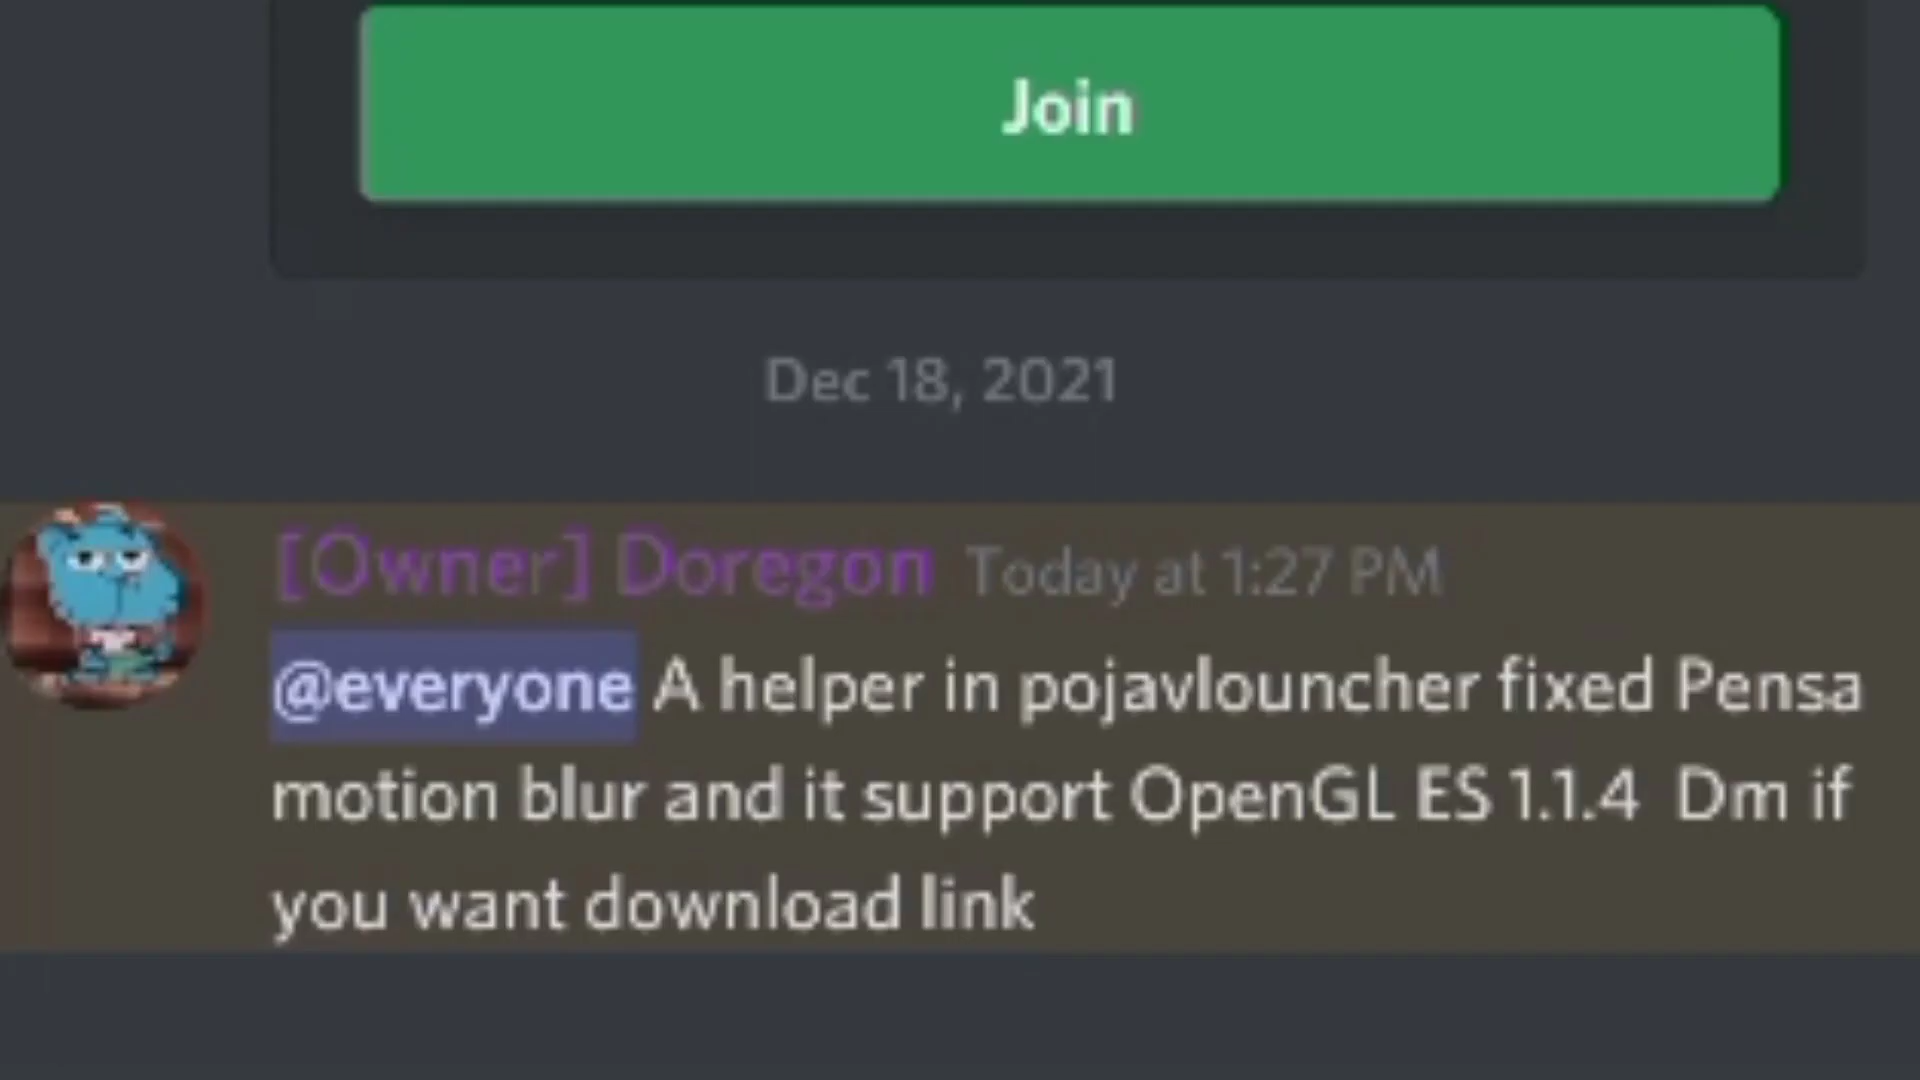 Join
Dec 18, 2021
[Owner] Doregon Today at 1:27 PM
@everyone A helper in pojavlouncher fixed Pensa
motion blur and it support OpenGL ES 1.1.4 Dm if
you want download link